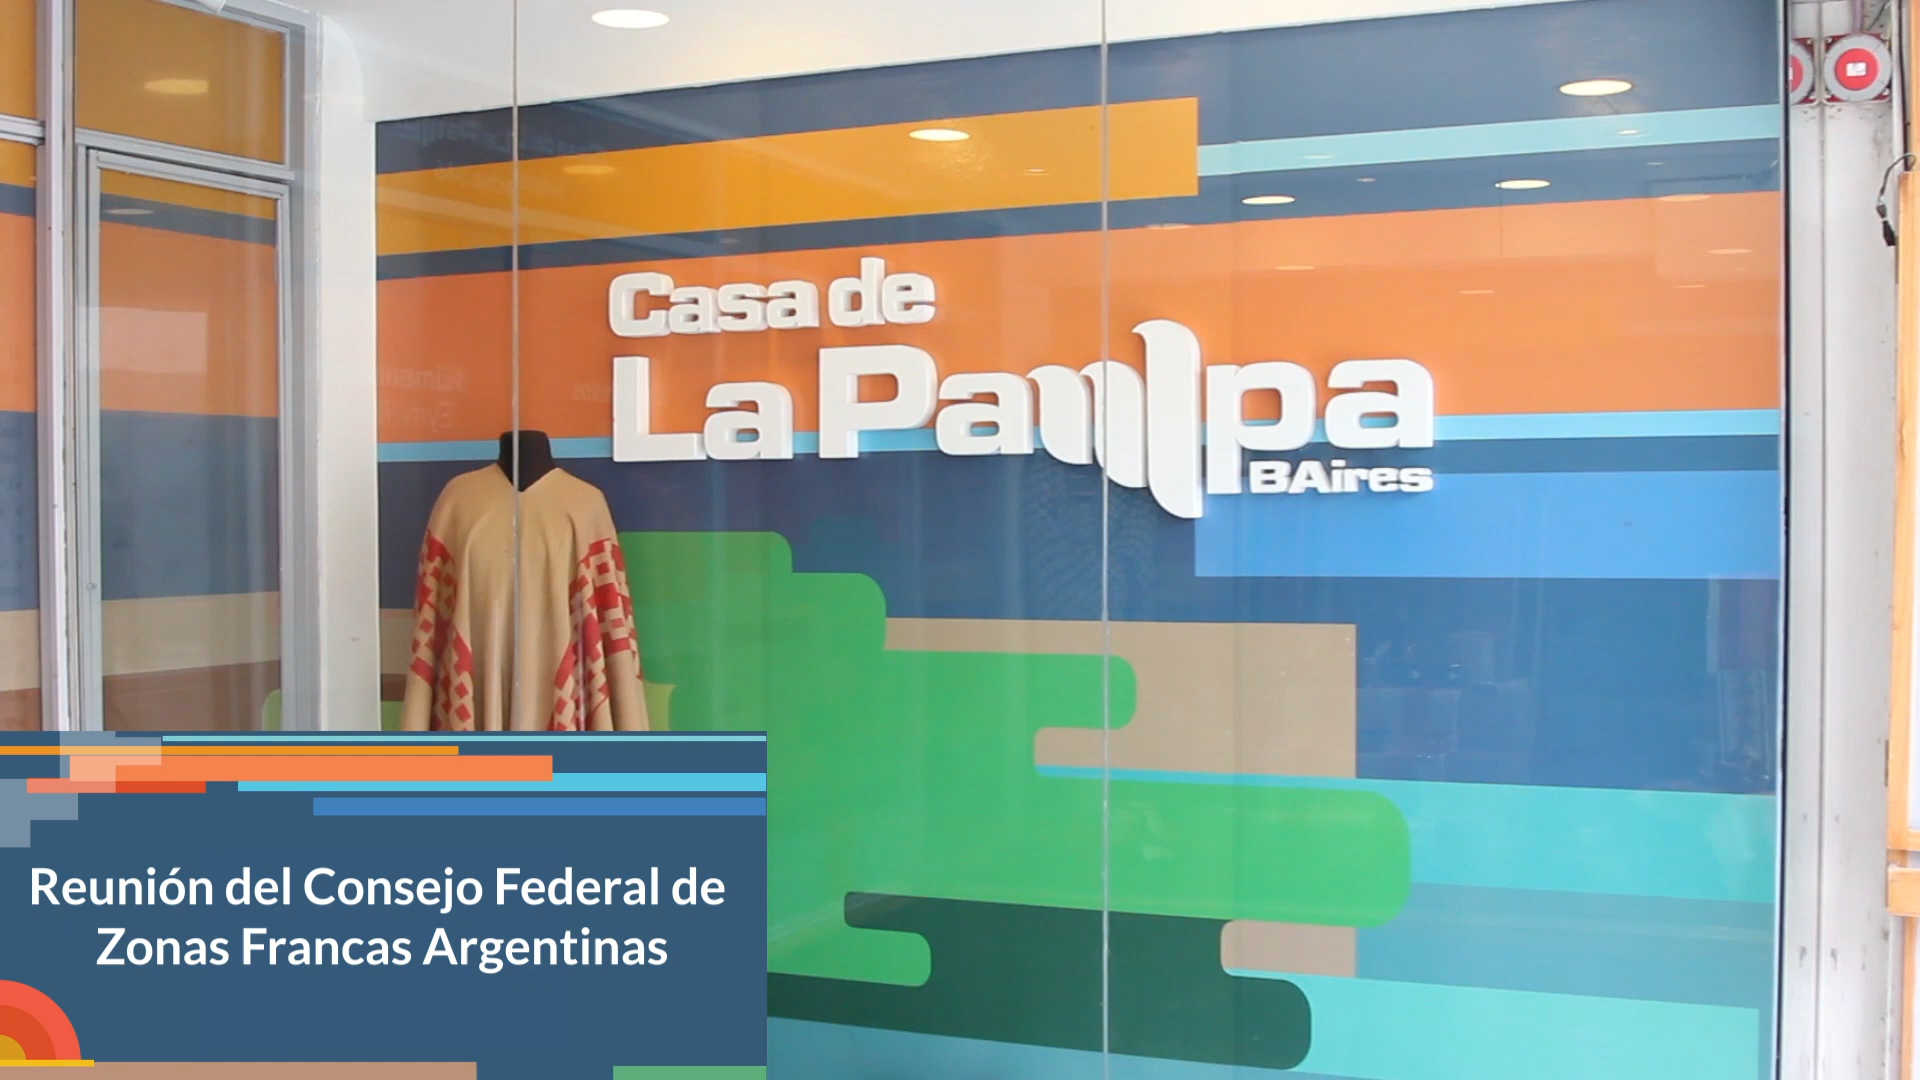 Casa de
La Pampa
BAires
Reunión del Consejo Federal de
Zonas Francas Argentinas